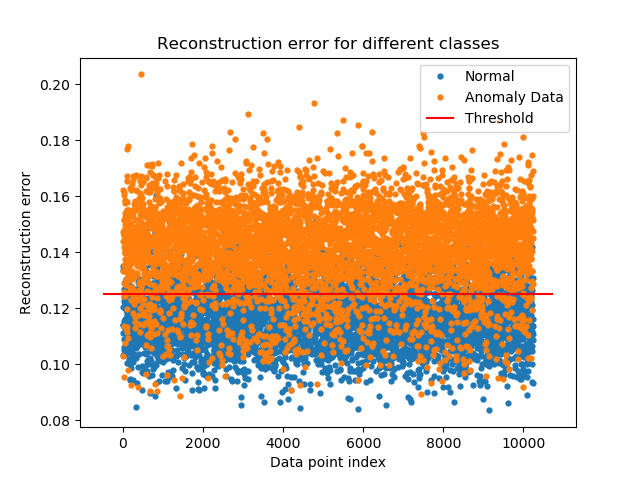 Reconstruction error for different classes
Normal
Anomaly Data
Threshold
0.20
0.18
0.16
0.14
0.12
0.10
0.08
Reconstruction error
0
2000
4000
6000
8000
10000
Data point index